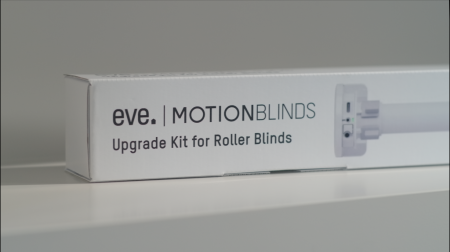 eve. | MOTIONBLINDS
Upgrade Kit for Roller Blinds